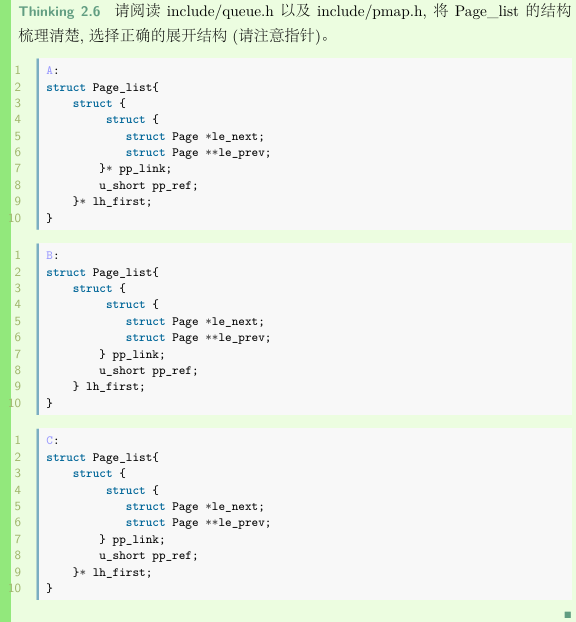 Thinking 2.6 请阅读 include/queue.h 以及 include/pmap.h, 将 Page_list 的结构
梳理清楚, 选择正确的展开结构 (请注意指针)。
1 A:
2 struct Page_list{
3 struct {
4 struct {
5 struct Page *le_next;
6 struct Page **le_prev;
7 }* pp_link;
8 u_short pp_ref;
9 }* lh_first;
10 }
1 B:
2 struct Page_list{
3 struct {
4 struct {
5 struct Page *le_next;
6 struct Page **le_prev;
7 } pp_link;
8 u_short pp_ref;
9 } lh_first;
10 }
1 C:
2 struct Page_list{
3 struct {
4 struct {
5 struct Page *le_next;
6 struct Page **le_prev;
7 } pp_link;
8 u_short pp_ref;
9 }* lh_first;
10 }